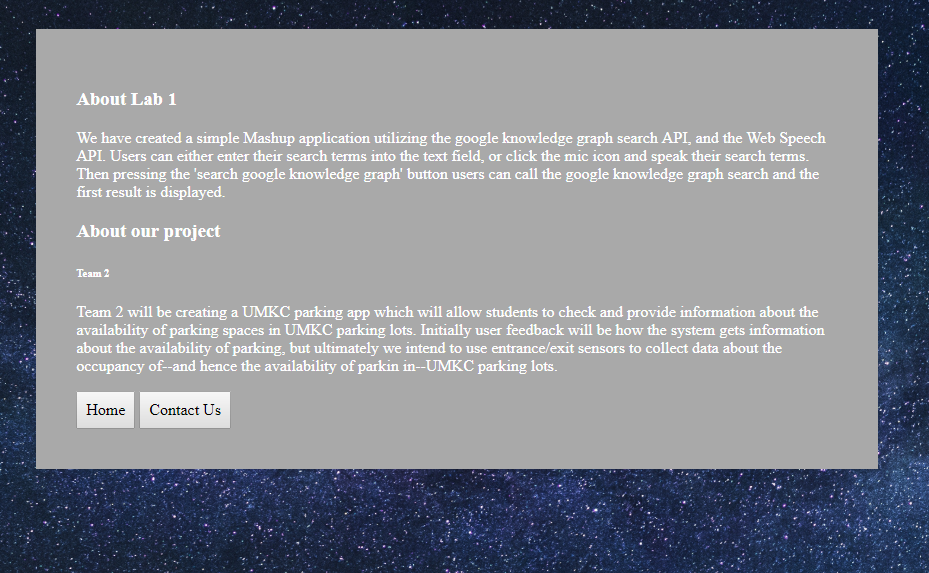 About Lab 1
We have created a simple Mashup application utilizing the google knowledge graph search API, and the Web Speech
API. Users can either enter their search terms into the text field, or click the mic icon and speak their search terms.
Then pressing the 'search google knowledge graph' button users can call the google knowledge graph search and the
first result is displayed.
About our project
Team 2
Team 2 will be creating a UMKC parking app which will allow students to check and provide information about the
availability of parking spaces in UMKC parking lots. Initially user feedback will be how the system gets information
about the availability of parking, but ultimately we intend to use entrance/exit sensors to collect data about the
occupancy of--and hence the availability of parkin in--UMKC parking lots.
Home Contact Us